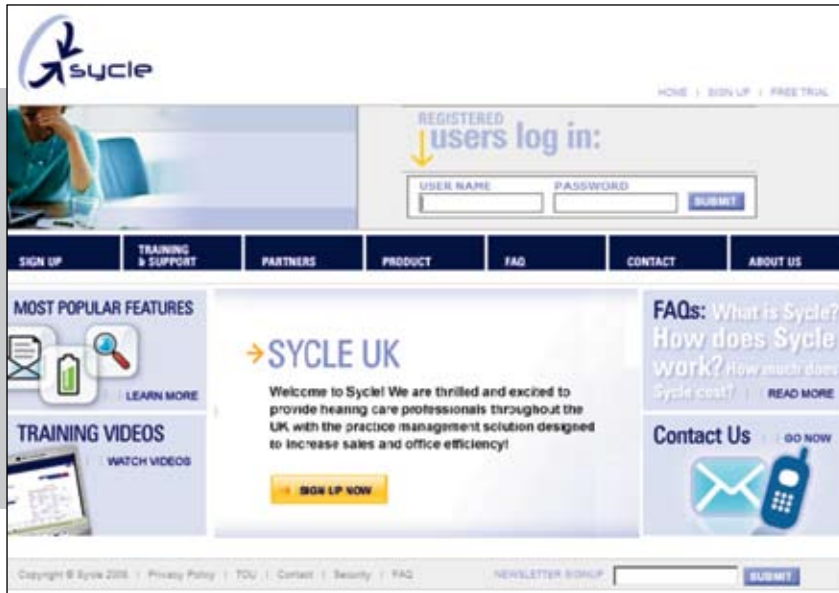 sycle
HOME | SIGN UP | FREE TRIAL
REGISTERED
users log in:
USER NAME PASSWORD
SUBMIT
SIGN UP
TRAINING
& SUPPORT
PARTNERS
PRODUCT
FAQ
CONTACT
ABOUT US
MOST POPULAR FEATURES
LEARN MORE
TRAINING VIDEOS
WATCH VIDEOS
SYCLE UK
Welcome to Sycle! We are thrilled and excited to
provide hearing care professionals throughout the
UK with the practice management solution designed
to increase sales and office efficiency!
SIGN UP NOW
FAQs: What is Sycle?
How does Sycle
work? How much does
Sycle cost? READ MORE
Contact Us GO NOW
Copyright © Sycle | Privacy Policy | TOU | Contact | Security | FAQ
NEWSLETTER SIGNUP SUBMIT